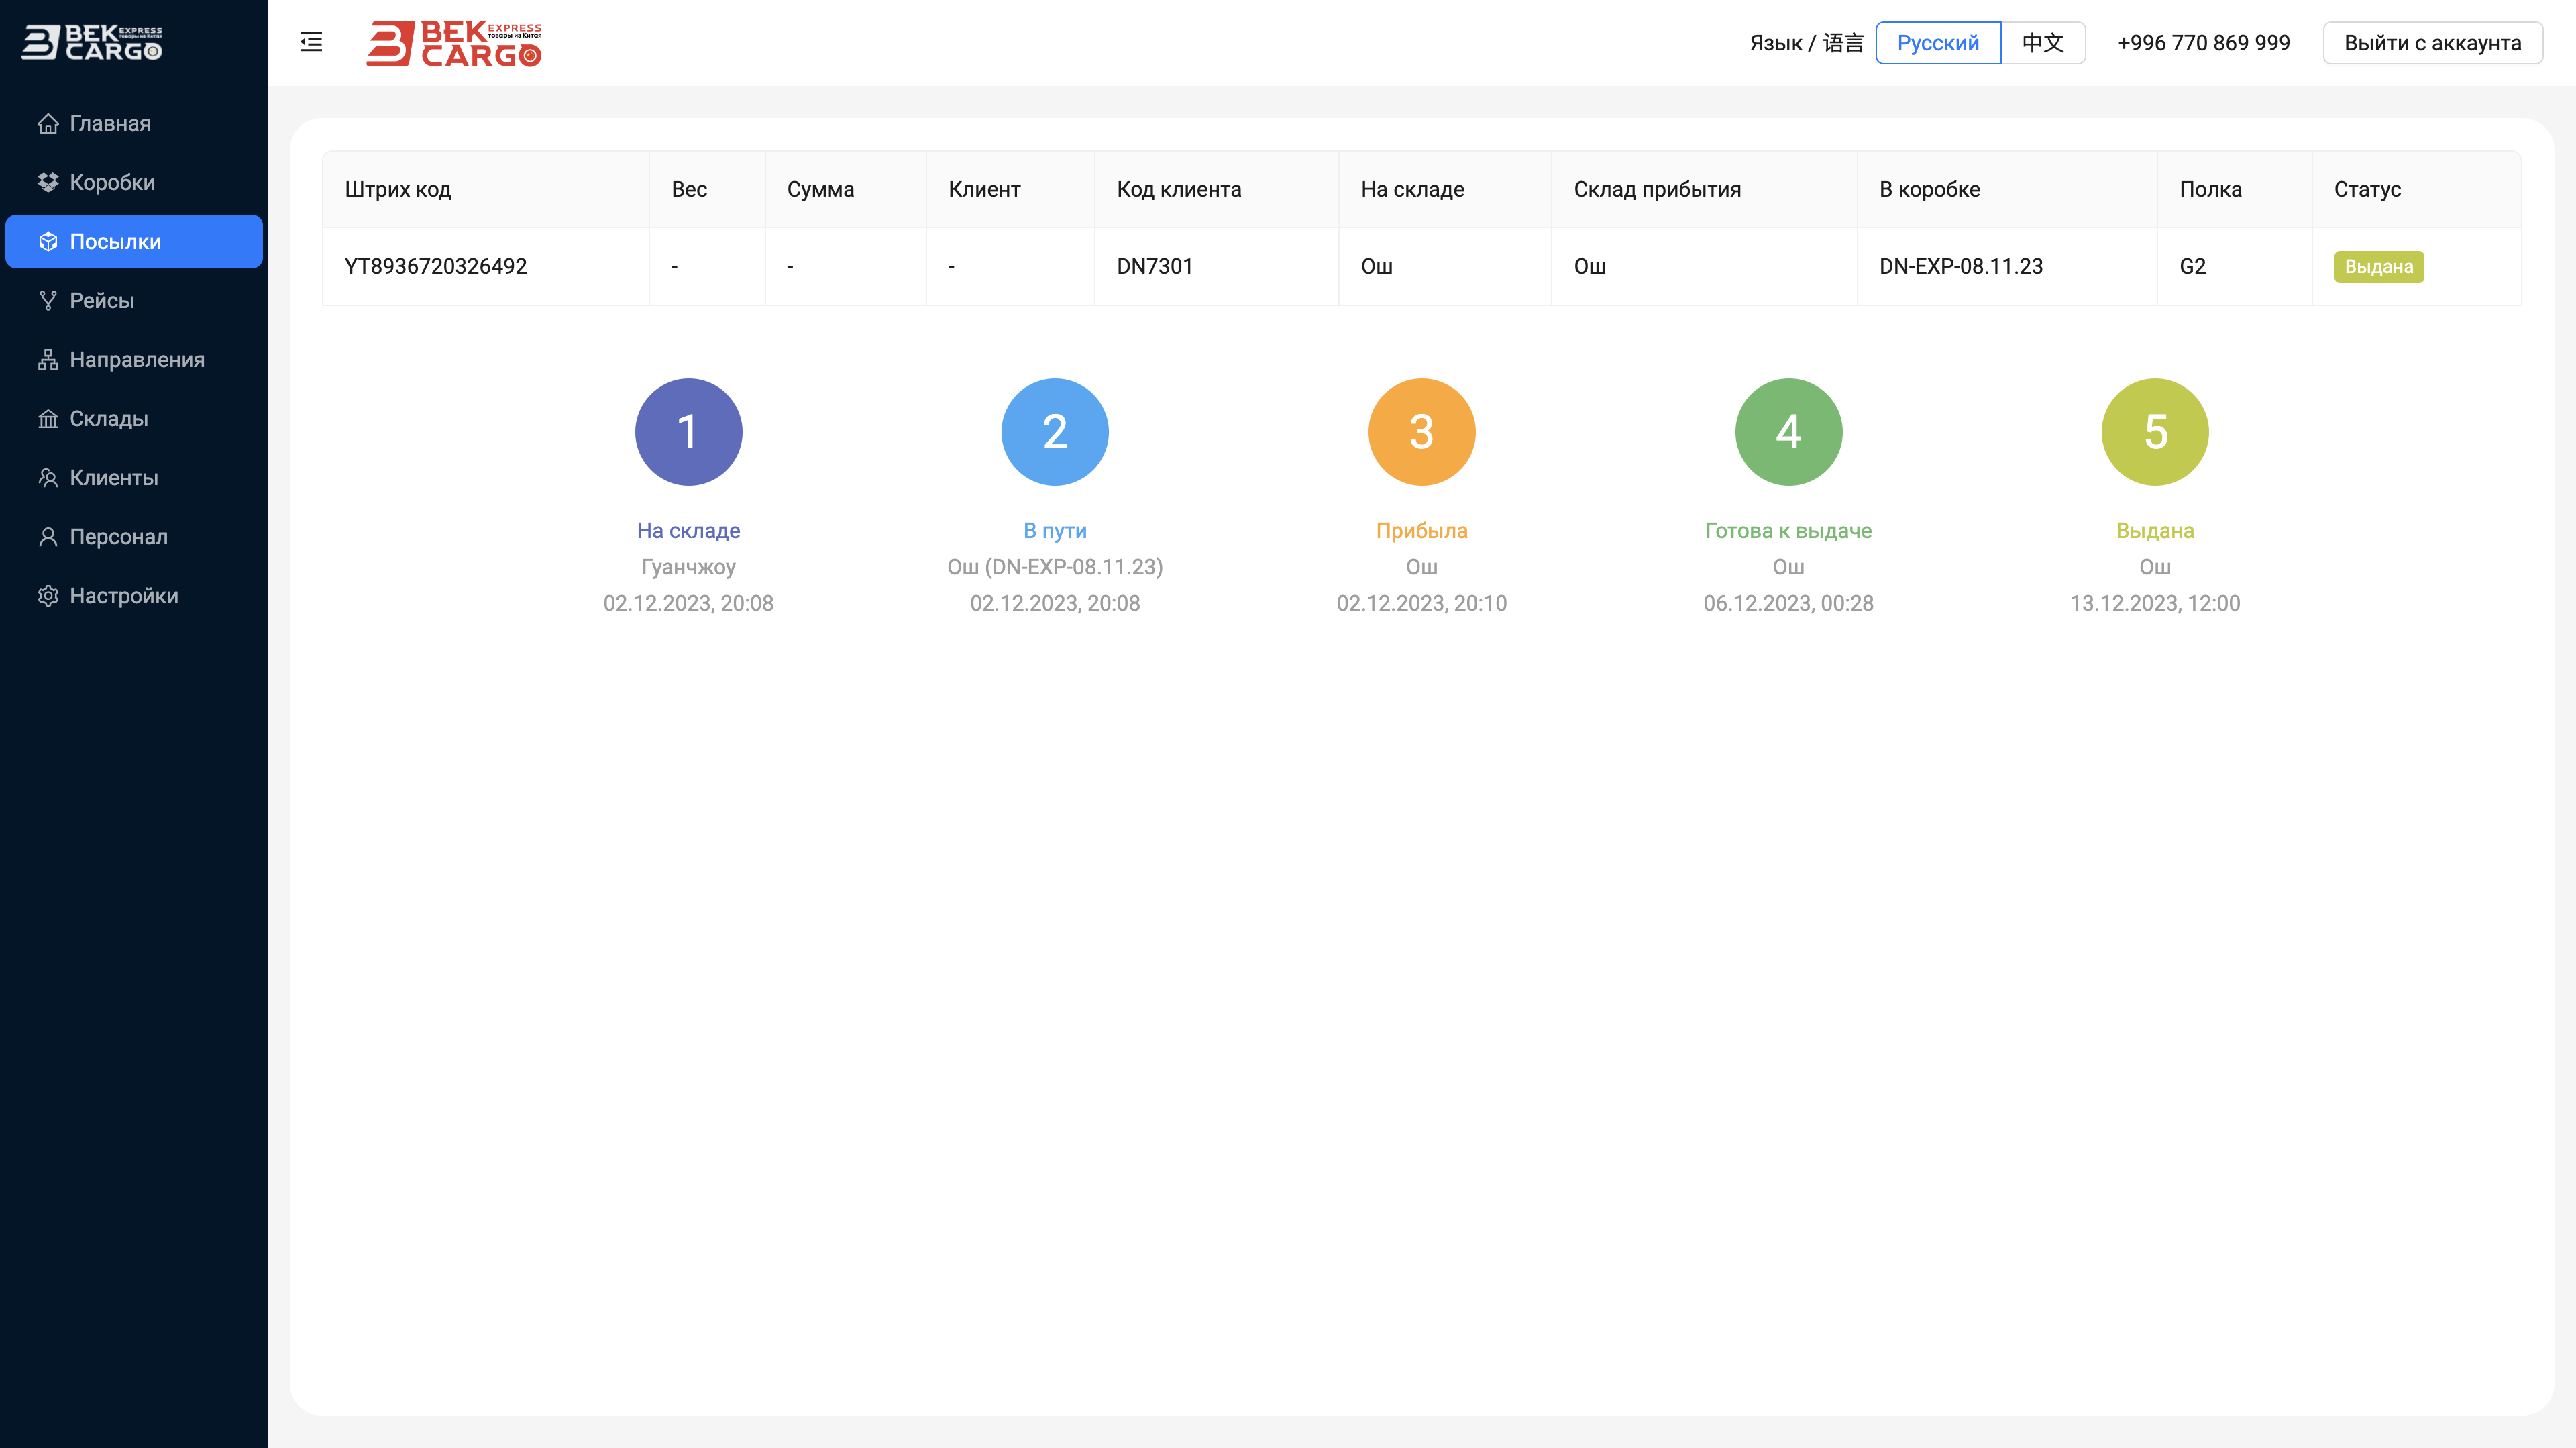 ВЕК EXPRESS
товары из Китая
CARGO
Главная
Коробки
Посылки
Рейсы
Направления
Склады
Клиенты
Персонал
Настройки
ВЕК EXPRESS
товары из Китая
CARGO
Язык / 语言 Русский 中文 +996 770 869 999 Выйти с аккаунта
Штрих код Вес Сумма Клиент Код клиента На складе Склад прибытия В коробке Полка Статус
YT8936720326492 - - - DN7301 Ош Ош DN-EXP-08.11.23 G2 Выдана
1 2 3 4 5
На складе В пути Прибыла Готова к выдаче Выдана
Гуанчжоу Ош (DN-EXP-08.11.23) Ош Ош Ош
02.12.2023, 20:08 02.12.2023, 20:08 02.12.2023, 20:10 06.12.2023, 00:28 13.12.2023, 12:00